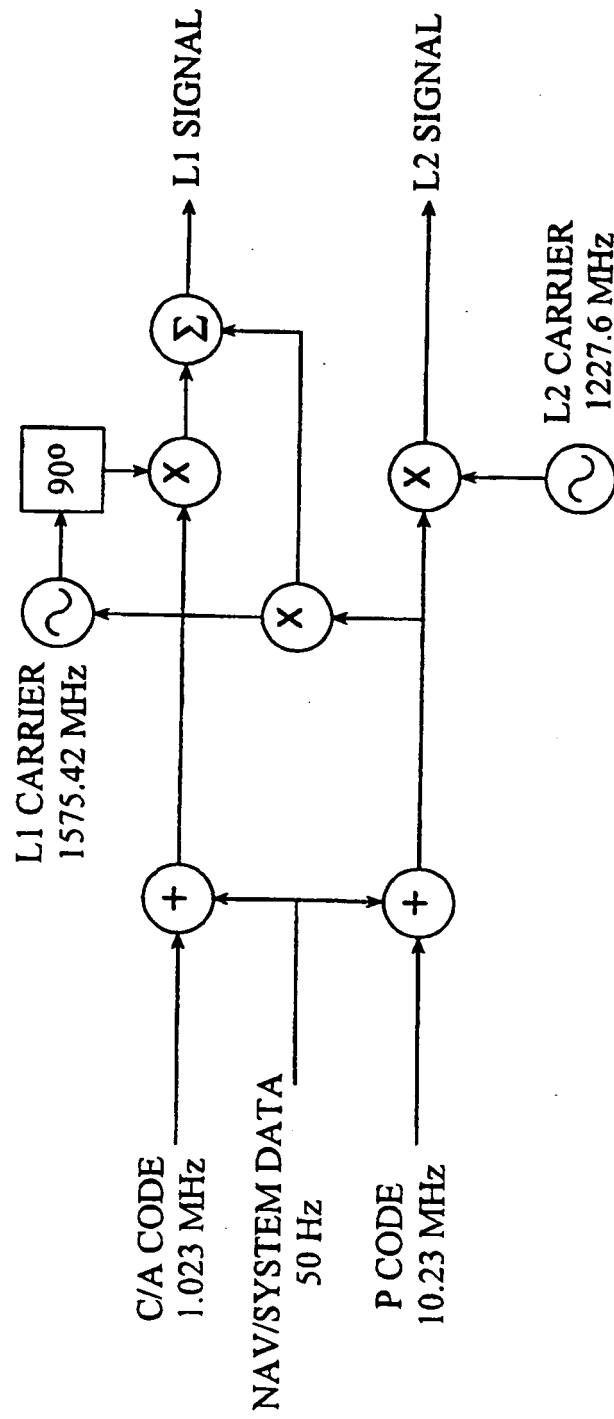 C/A CODE
1.023 MHz
NAV/SYSTEM DATA
50 Hz
P CODE
10.23 MHz
+
+
L1 CARRIER
1575.42 MHz
90°
X
X
X
Σ
L1 SIGNAL
L2 SIGNAL
L2 CARRIER
1227.6 MHz